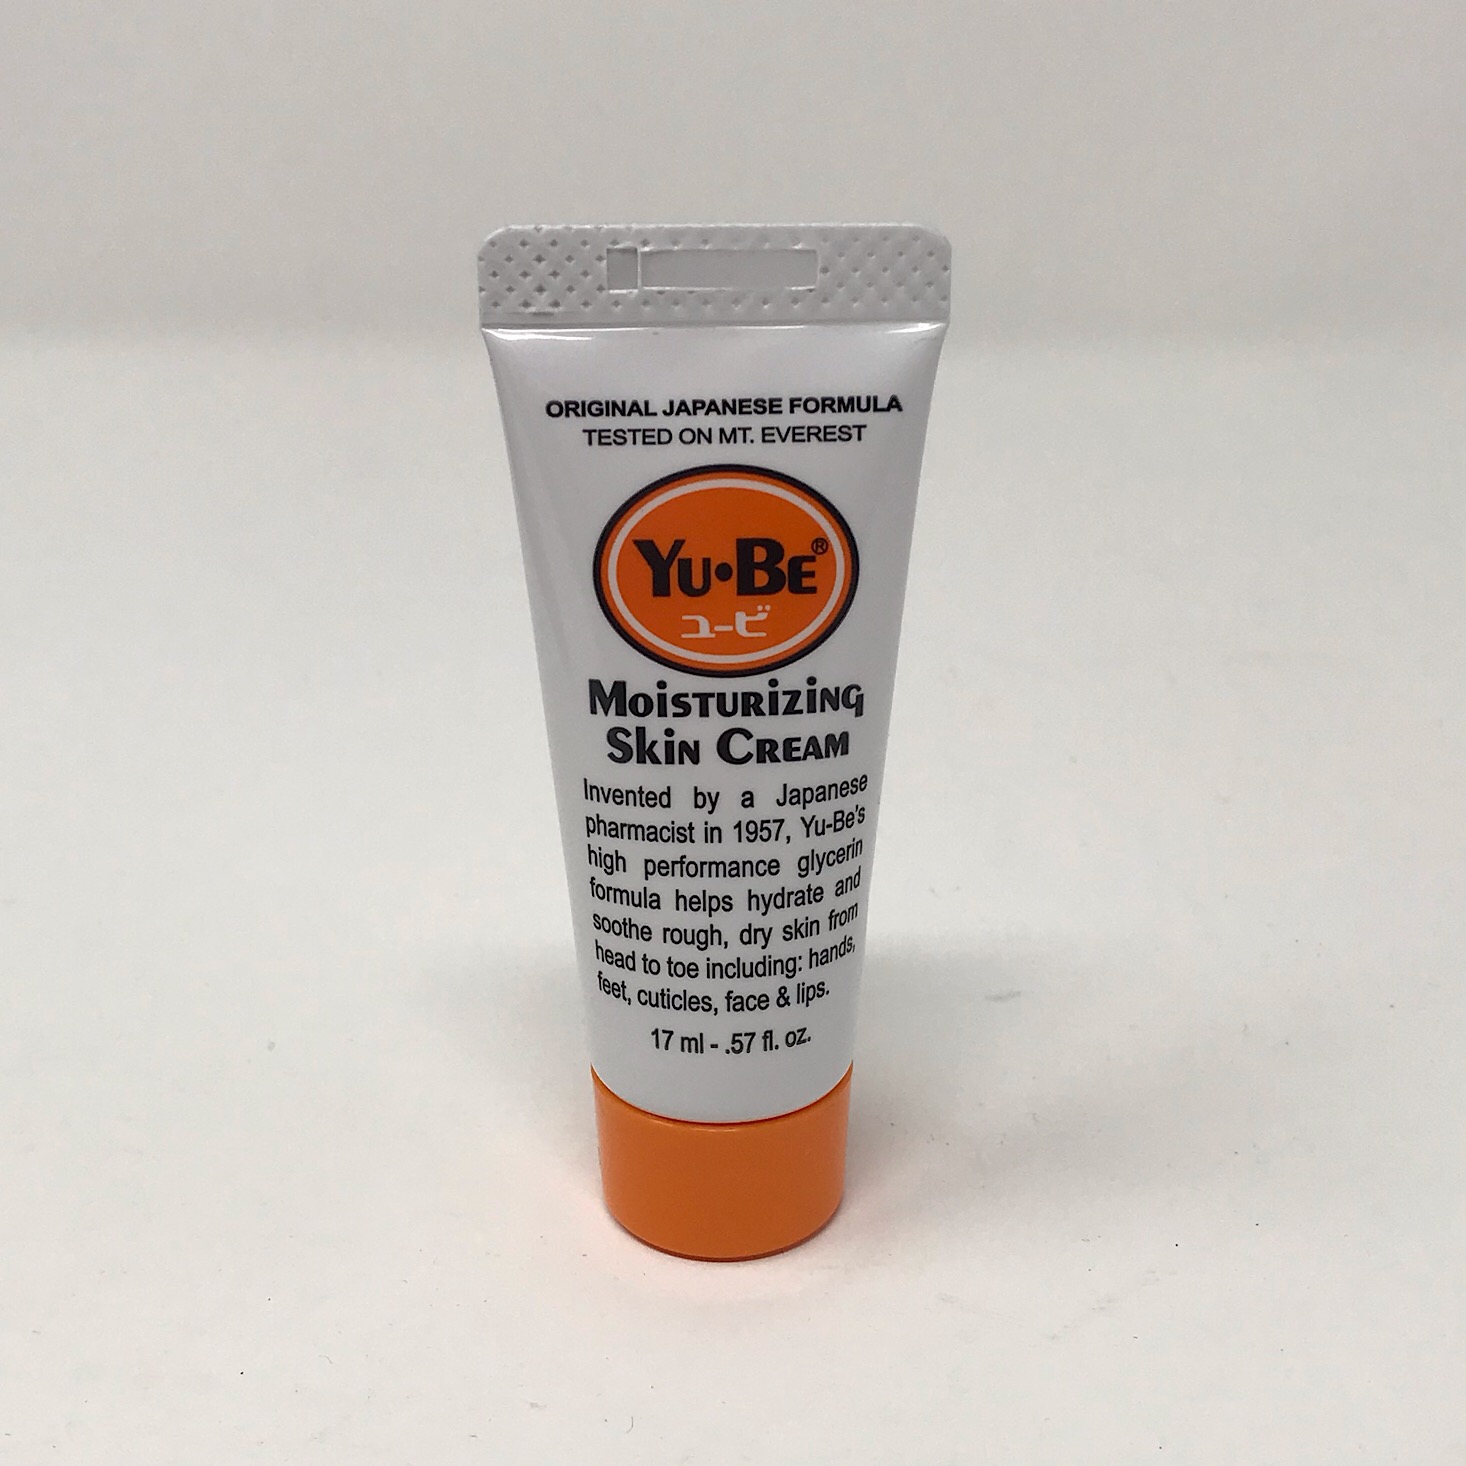 ORIGINAL JAPANESE FORMULA
TESTED ON MT. EVEREST
YU•BE®
ユービ
MOISTURIZING
SKIN CREAM
Invented by a Japanese
pharmacist in 1957, Yu-Be's
high performance glycerin
formula helps hydrate and
soothe rough, dry skin from
head to toe including: hands,
feet, cuticles, face & lips.
17 ml - .57 fl. oz.